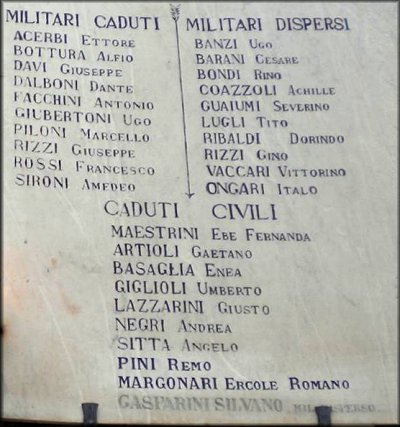 MILITARI CADUTI
ACERBI ETTORE
BOTTURA ALFIO
DAVI GIUSEPPE
DALBONI DANTE
FACCHINI ANTONIO
GIUBERTONI UGO
PILONI MARCELLO
RIZZI GIUSEPPE
ROSSI FRANCESCO
SIRONI AMEDEO
MILITARI DISPERSI
BANZI UGO
BARANI CESARE
BONDI RINO
COAZZOLI ACHILLE
GUAIUMI SEVERINO
LUGLI TITO
RIBALDI DORINDO
RIZZI GINO
VACCARI VITTORINO
ONGARI ITALO
CADUTI CIVILI
MAESTRINI EBE FERNANDA
ARTIOLI GAETANO
BASAGLIA ENEA
GIGLIOLI UMBERTO
LAZZARINI GIUSTO
NEGRI ANDREA
SITTA ANGELO
PINI REMO
MARGONARI ERCOLE ROMANO
GASPARINI SILVANO MIL. DISPERSO